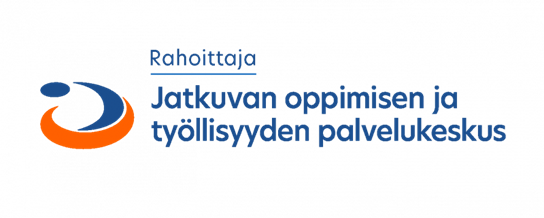 Rahoittaja
Jatkuvan oppimisen ja
työllisyyden palvelukeskus